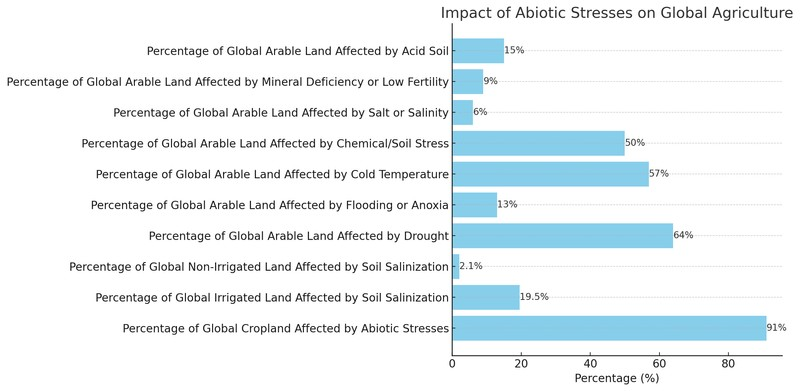 Impact of Abiotic Stresses on Global Agriculture
Percentage of Global Arable Land Affected by Acid Soil 15%
Percentage of Global Arable Land Affected by Mineral Deficiency or Low Fertility 9%
Percentage of Global Arable Land Affected by Salt or Salinity 6%
Percentage of Global Arable Land Affected by Chemical/Soil Stress 50%
Percentage of Global Arable Land Affected by Cold Temperature 57%
Percentage of Global Arable Land Affected by Flooding or Anoxia 13%
Percentage of Global Arable Land Affected by Drought 64%
Percentage of Global Non-Irrigated Land Affected by Soil Salinization 2.1%
Percentage of Global Irrigated Land Affected by Soil Salinization 19.5%
Percentage of Global Cropland Affected by Abiotic Stresses 91%
0 20 40 60 80
Percentage (%)